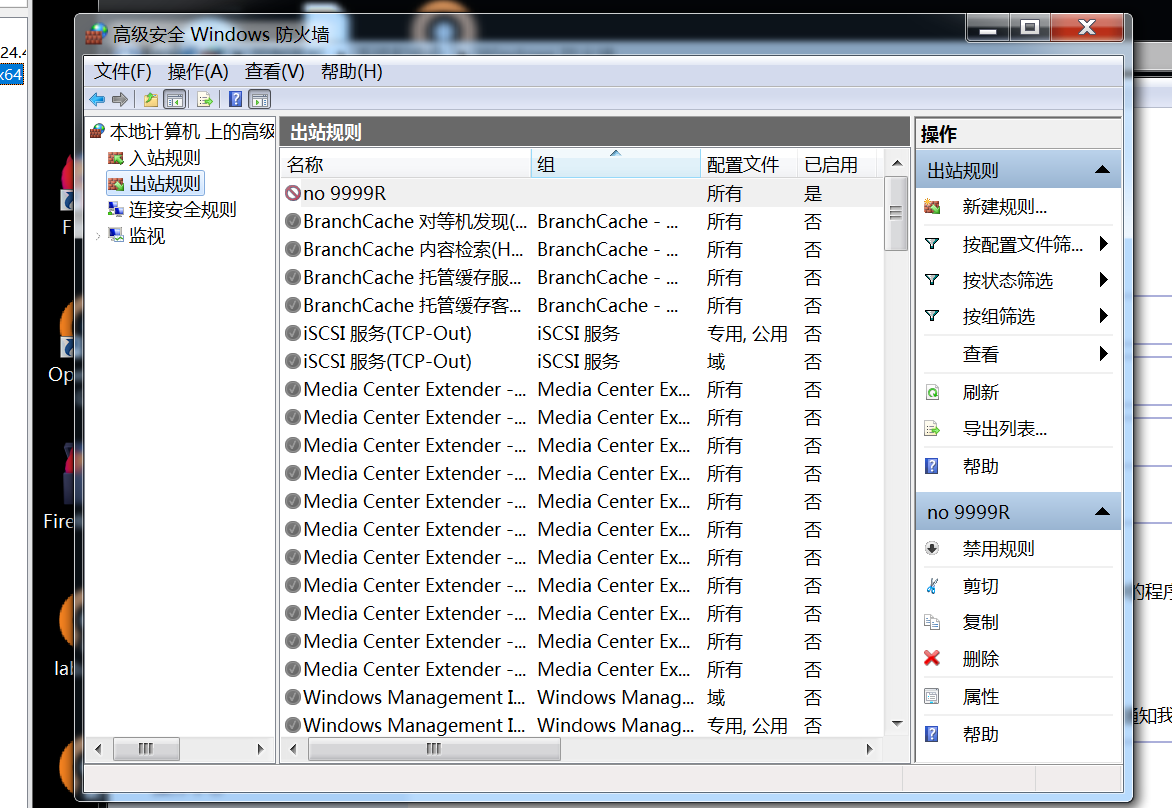 高级安全 Windows 防火墙
文件(F) 操作(A) 查看(V) 帮助(H)
24.4
x64
本地计算机 上的高级
入站规则
出站规则
连接安全规则
监视
出站规则
名称 组 配置文件 已启用
no 9999R 所有 是
BranchCache 对等机发现(... BranchCache - ... 所有 否
BranchCache 内容检索(H... BranchCache - ... 所有 否
BranchCache 托管缓存服... BranchCache - ... 所有 否
BranchCache 托管缓存客... BranchCache - ... 所有 否
iSCSI 服务(TCP-Out) iSCSI 服务 专用, 公用 否
iSCSI 服务(TCP-Out) iSCSI 服务 域 否
Media Center Extender -... Media Center Ex... 所有 否
Media Center Extender -... Media Center Ex... 所有 否
Media Center Extender -... Media Center Ex... 所有 否
Media Center Extender -... Media Center Ex... 所有 否
Media Center Extender -... Media Center Ex... 所有 否
Media Center Extender -... Media Center Ex... 所有 否
Media Center Extender -... Media Center Ex... 所有 否
Media Center Extender -... Media Center Ex... 所有 否
Media Center Extender -... Media Center Ex... 所有 否
Media Center Extender -... Media Center Ex... 所有 否
Media Center Extender -... Media Center Ex... 所有 否
Windows Management I... Windows Manag... 域 否
Windows Management I... Windows Manag... 专用, 公用 否
操作
出站规则
新建规则...
按配置文件筛...
按状态筛选
按组筛选
查看
刷新
导出列表...
帮助
no 9999R
禁用规则
剪切
复制
删除
属性
帮助
F
Op
Fire
lab
的程序
通知我